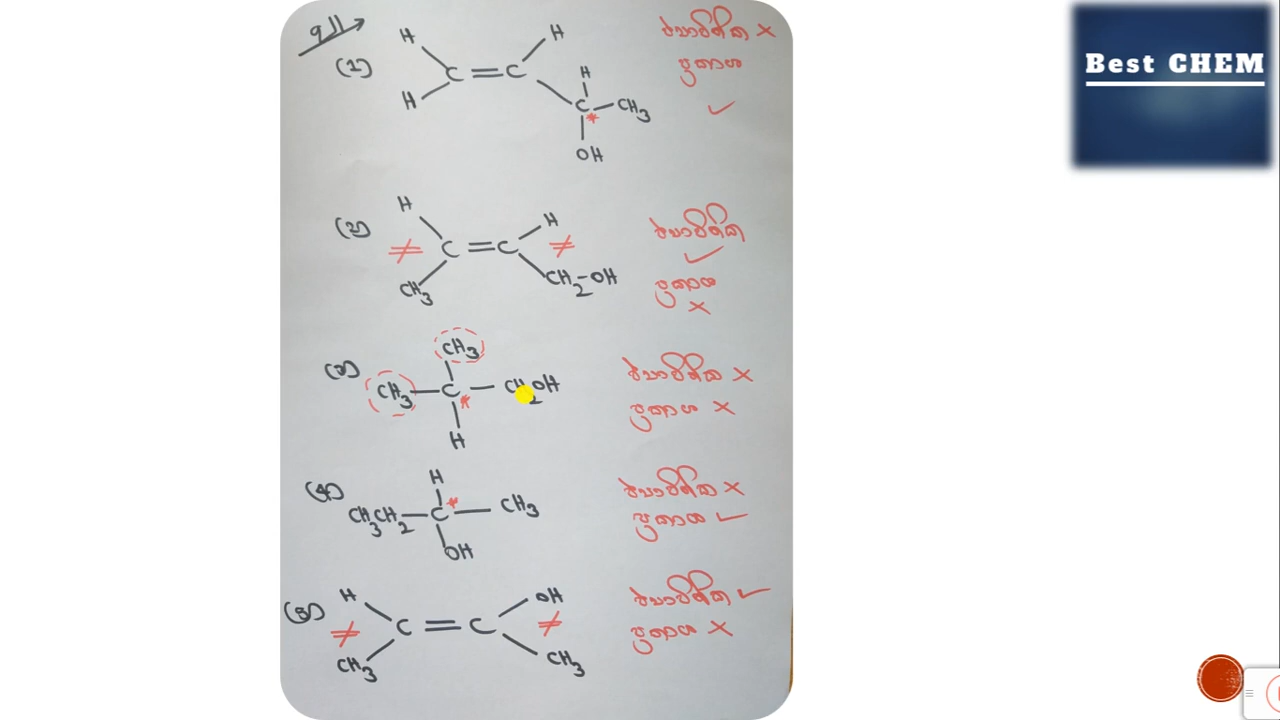 9||
(1) H H
C = C
H H
C* - CH3
OH
ජ්‍යාමිතික ×
ප්‍රකාශ
✓
(2) H H
≠ C = C ≠
CH3 CH2-OH
ජ්‍යාමිතික
✓
ප්‍රකාශ
×
(3) CH3
CH3 - C* - CH2OH
H
ජ්‍යාමිතික ×
ප්‍රකාශ ×
(4) H
CH3CH2 - C* - CH3
OH
ජ්‍යාමිතික ×
ප්‍රකාශ ✓
(5) H OH
≠ C = C ≠
CH3 CH3
ජ්‍යාමිතික ✓
ප්‍රකාශ ×
Best CHEM